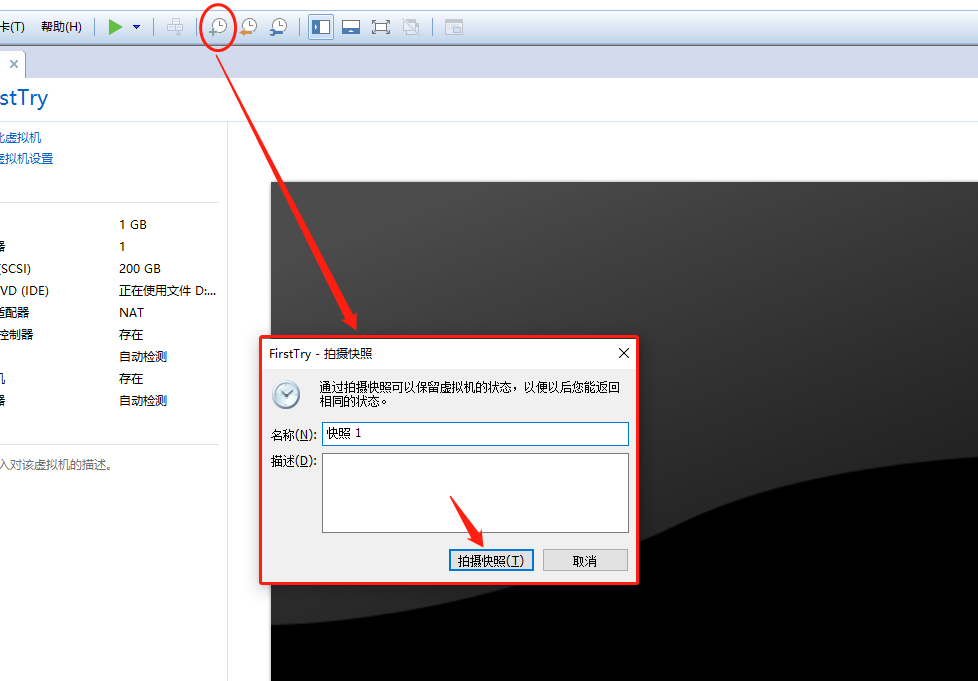 卡(T) 帮助(H)
stTry
此虚拟机
虚拟机设置
1 GB
器 1
(SCSI) 200 GB
VD (IDE) 正在使用文件 D:...
适配器 NAT
控制器 存在
自动检测
机 存在
器 自动检测
入对该虚拟机的描述。
FirstTry - 拍摄快照
通过拍摄快照可以保留虚拟机的状态，以便以后您能返回
相同的状态。
名称(N): 快照 1
描述(D):
拍摄快照(T) 取消